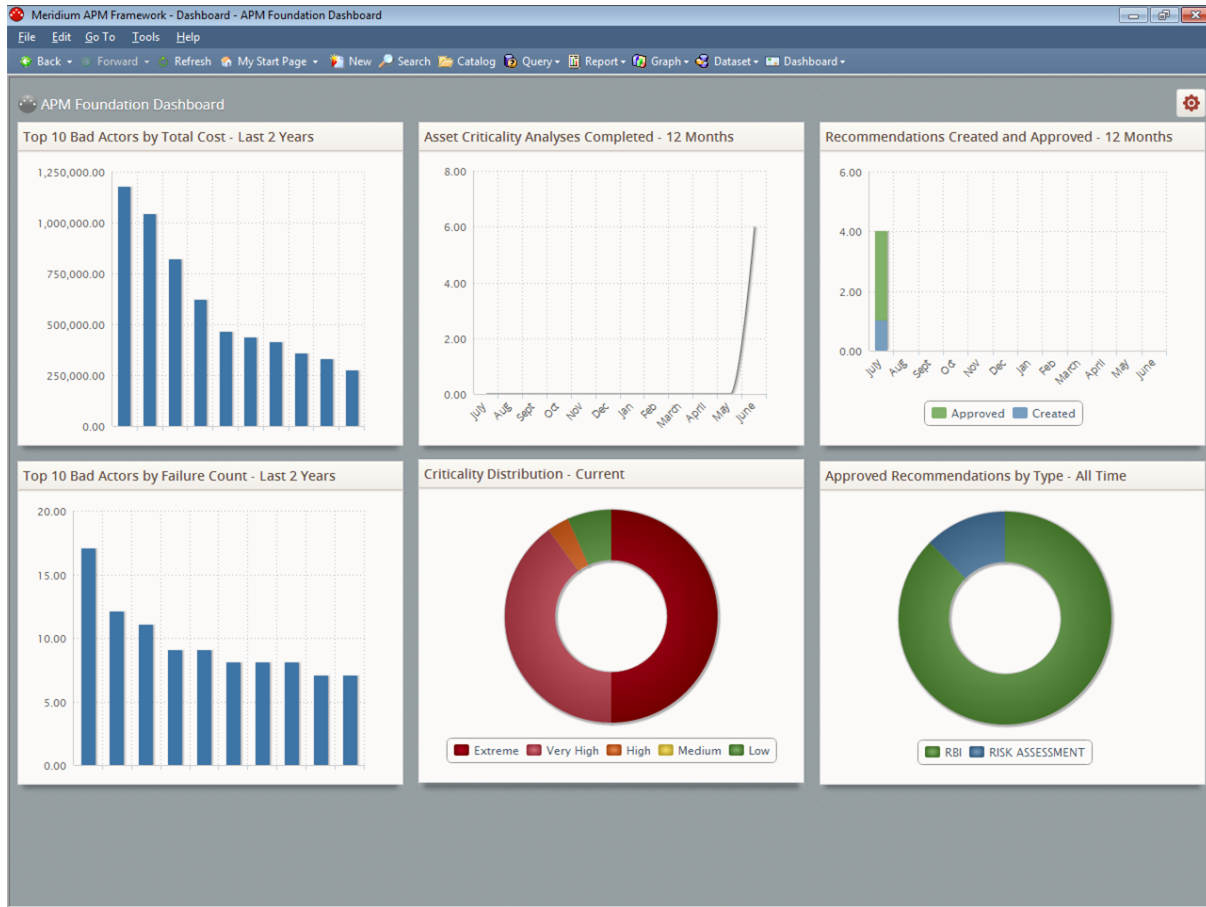 Meridium APM Framework - Dashboard - APM Foundation Dashboard
File Edit Go To Tools Help
Back Forward Refresh My Start Page New Search Catalog Query Report Graph Dataset Dashboard
APM Foundation Dashboard
Top 10 Bad Actors by Total Cost - Last 2 Years
1,250,000.00
1,000,000.00
750,000.00
500,000.00
250,000.00
0.00
Asset Criticality Analyses Completed - 12 Months
8.00
6.00
4.00
2.00
0.00
July Aug Sept Oct Nov Dec Jan Feb March April May June
Recommendations Created and Approved - 12 Months
6.00
4.00
2.00
0.00
July Aug Sept Oct Nov Dec Jan Feb March April May June
Approved Created
Top 10 Bad Actors by Failure Count - Last 2 Years
20.00
15.00
10.00
5.00
0.00
Criticality Distribution - Current
Extreme Very High High Medium Low
Approved Recommendations by Type - All Time
RBI RISK ASSESSMENT